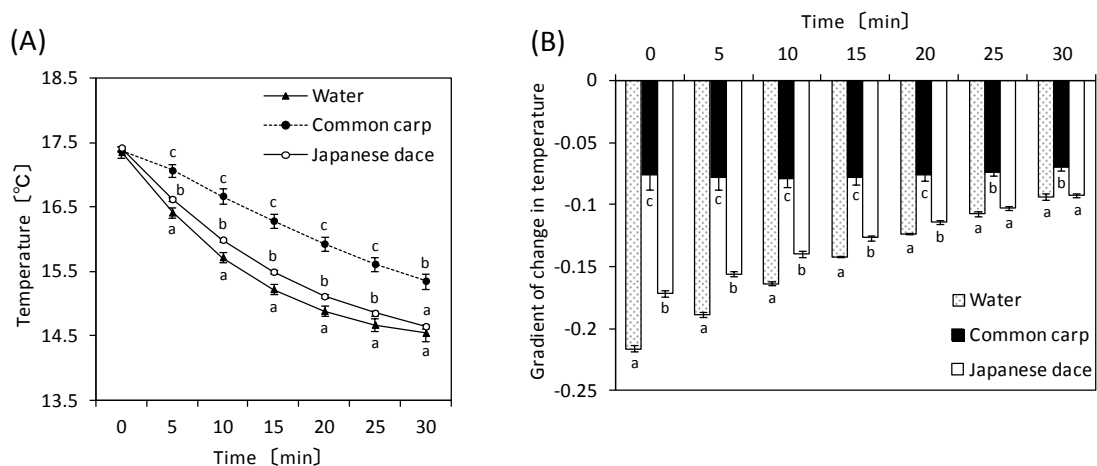 (A)
18.5
17.5
16.5
15.5
14.5
13.5
Temperature〔℃〕
Water
Common carp
Japanese dace
c
c
c
c
c
b
b
b
b
b
b
a
a
a
a
a
a
a
0 5 10 15 20 25 30
Time〔min〕
(B)
Time〔min〕
0 5 10 15 20 25 30
0
-0.05
-0.1
-0.15
-0.2
-0.25
Gradient of change in temperature
a c b
a c b
a c b
a c b
a c b
a b a
a b a
Water
Common carp
Japanese dace